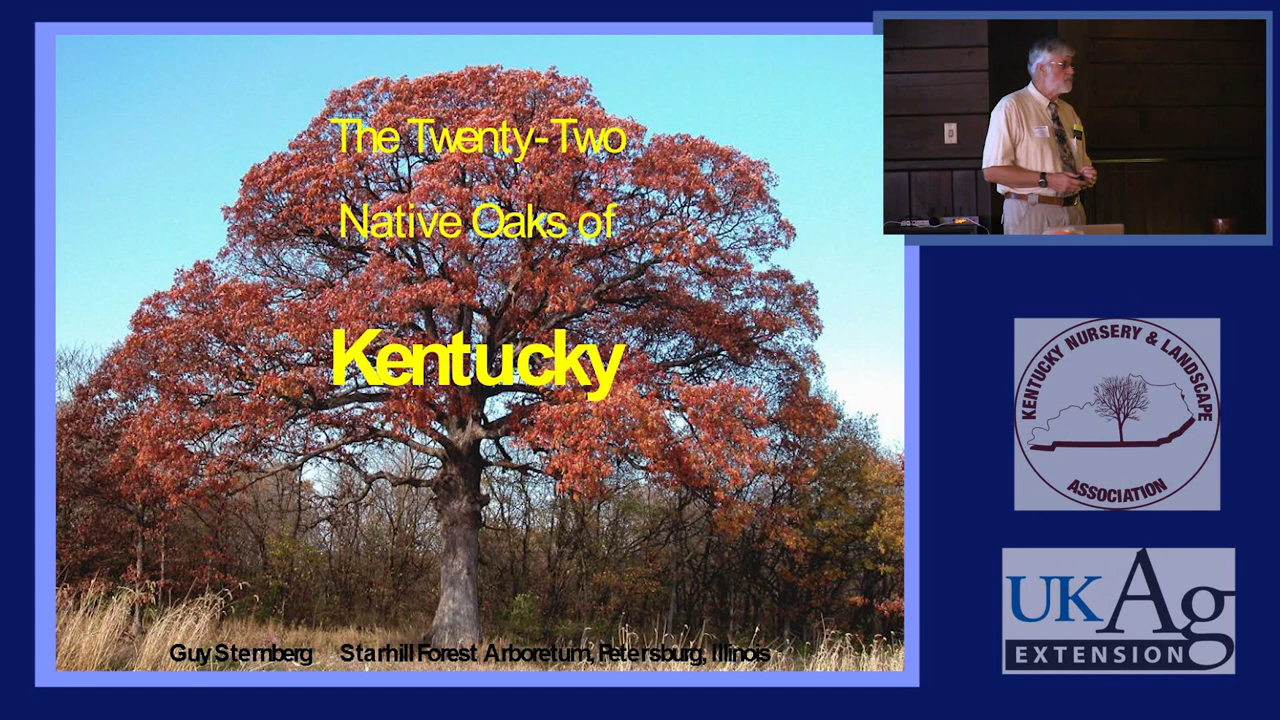 The Twenty-Two
Native Oaks of
Kentucky
Guy Sternberg Starhill Forest Arboretum, Petersburg, Illinois
KENTUCKY NURSERY & LANDSCAPE
ASSOCIATION
UKAg
EXTENSION